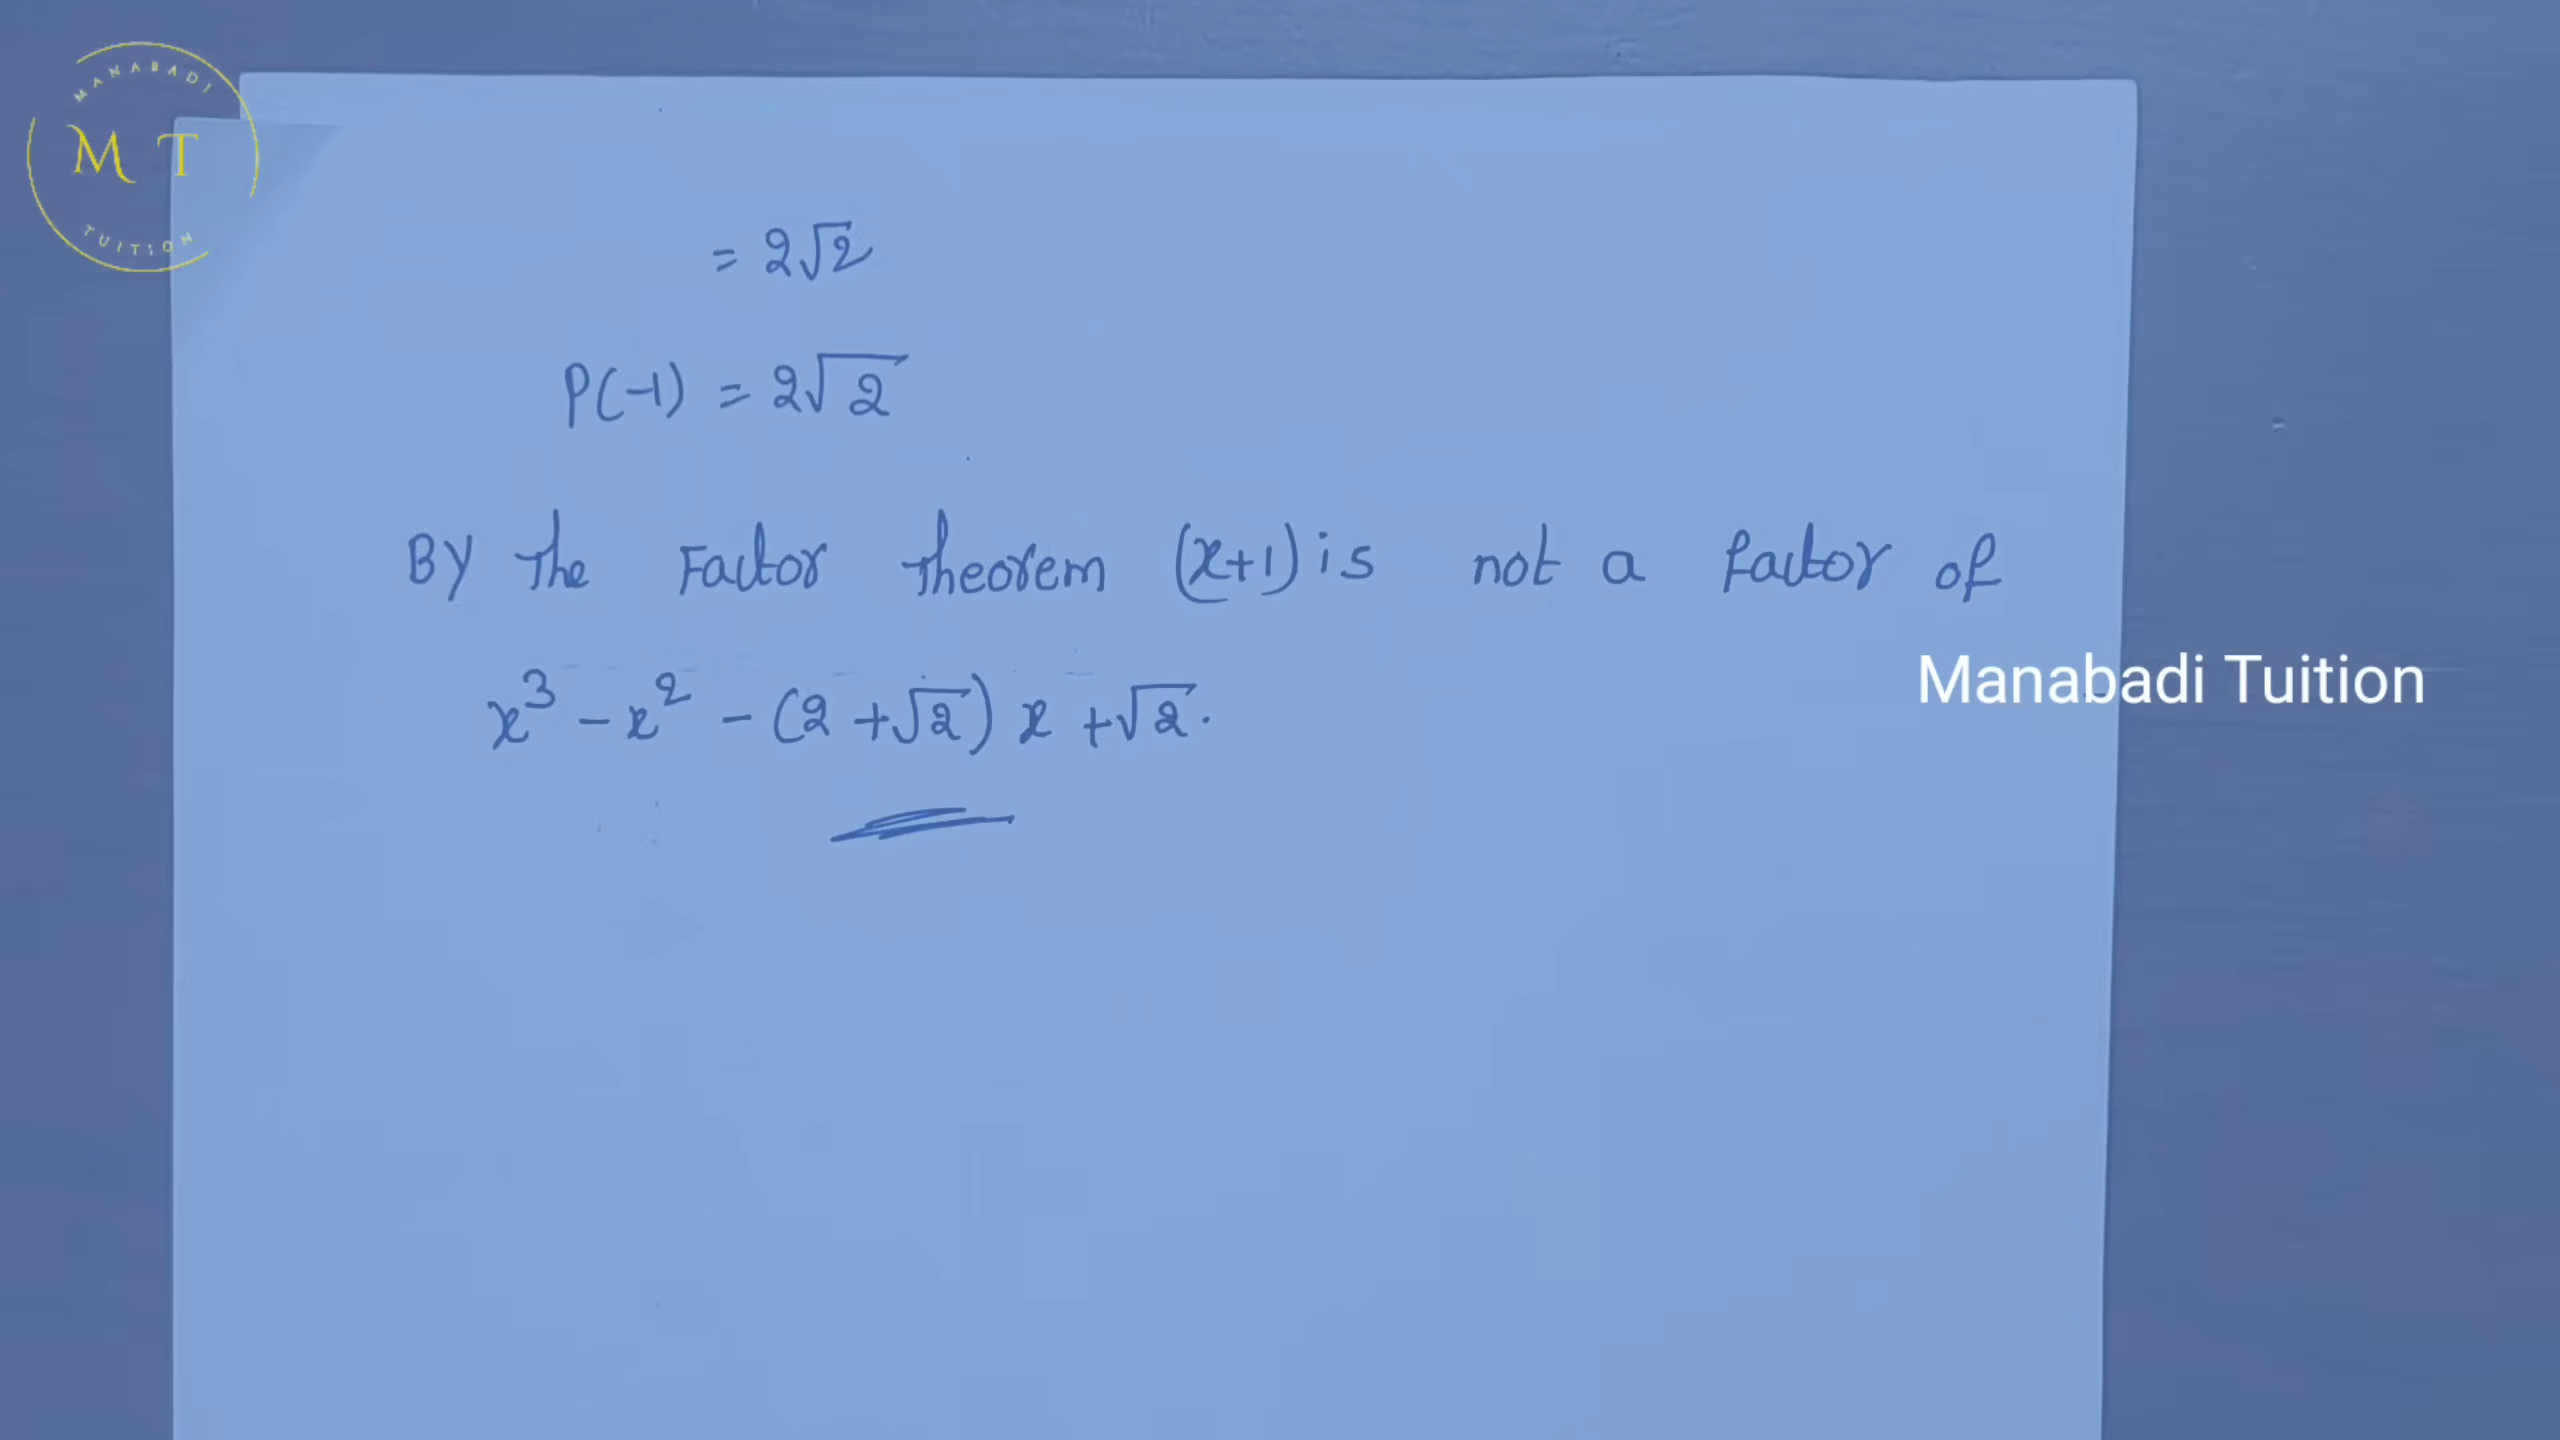 MANABADI
M T
TUITION
= 2√2
P(-1) = 2√2
By the Factor theorem (x+1) is not a factor of
Manabadi Tuition
x³ - x² - (2 + √2) x + √2.